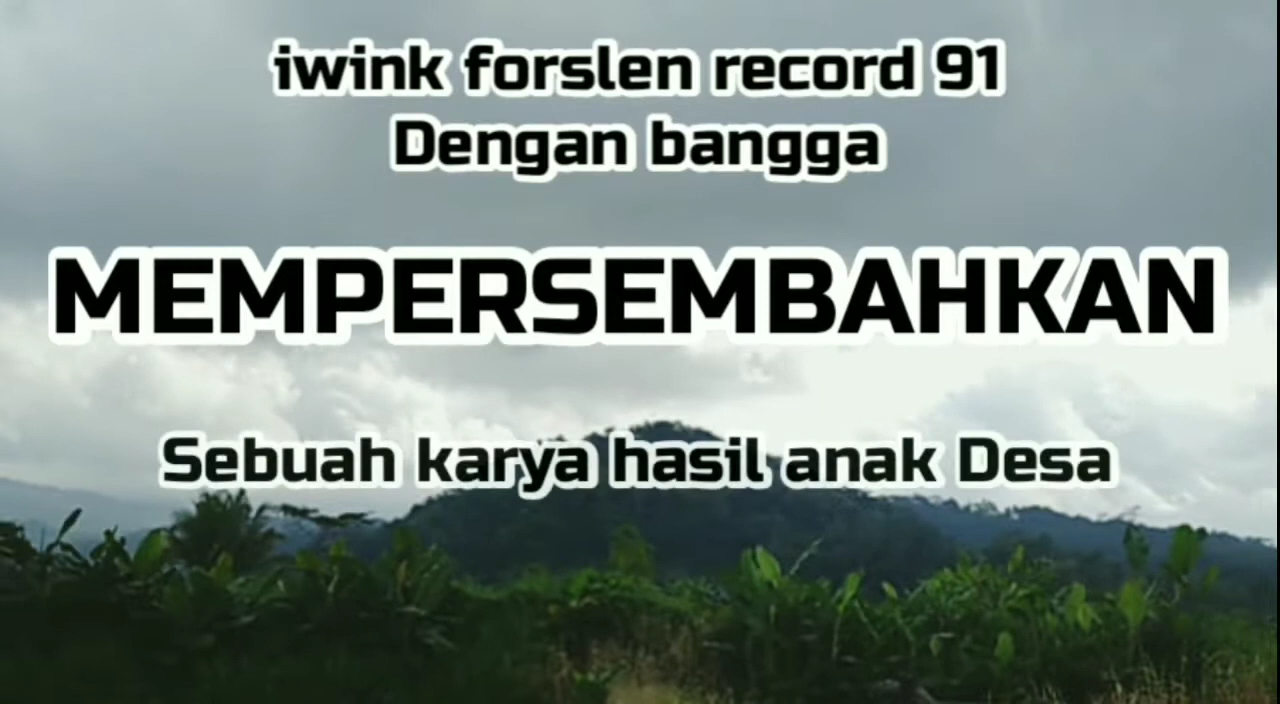 iwink forslen record 91
Dengan bangga
MEMPERSEMBAHKAN
Sebuah karya hasil anak Desa